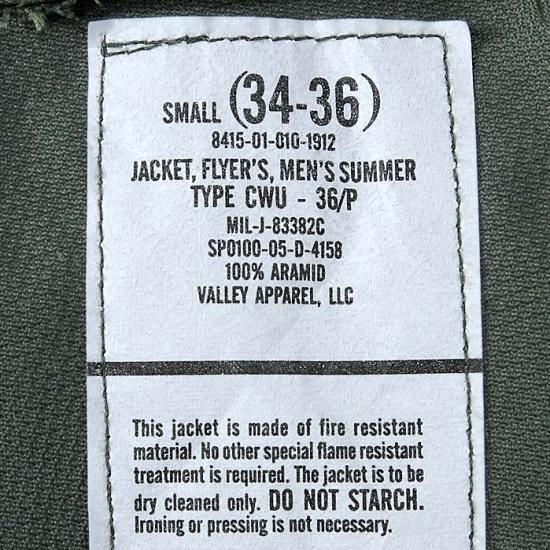 SMALL (34-36)
8415-01-010-1912
JACKET, FLYER'S, MEN'S SUMMER
TYPE CWU - 36/P
MIL-J-83382C
SPO100-05-D-4158
100% ARAMID
VALLEY APPAREL, LLC
This jacket is made of fire resistant
material. No other special flame resistant
treatment is required. The jacket is to be
dry cleaned only. DO NOT STARCH.
Ironing or pressing is not necessary.